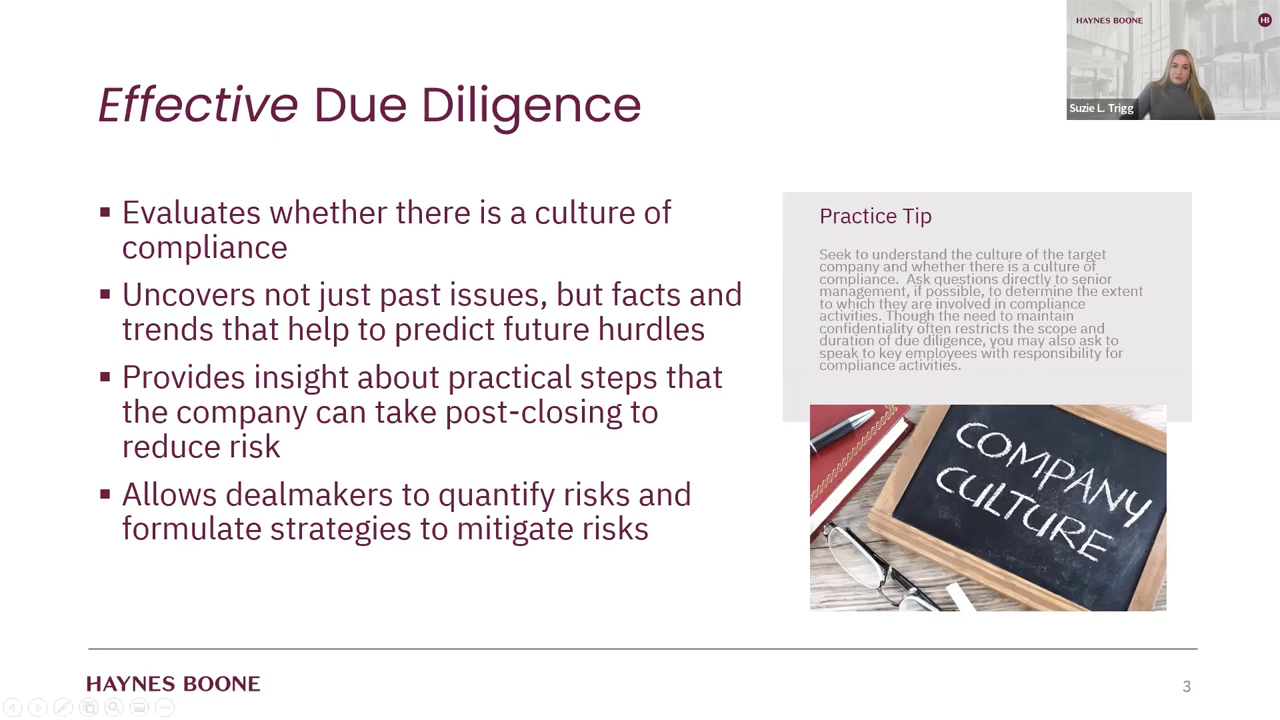 HAYNES BOONE
HB
Suzie L. Trigg
Effective Due Diligence
▪ Evaluates whether there is a culture of
compliance
▪ Uncovers not just past issues, but facts and
trends that help to predict future hurdles
▪ Provides insight about practical steps that
the company can take post-closing to
reduce risk
▪ Allows dealmakers to quantify risks and
formulate strategies to mitigate risks
Practice Tip
Seek to understand the culture of the target
company and whether there is a culture of
compliance.  Ask questions directly to senior
management, if possible, to determine the extent
to which they are involved in compliance
activities. Though the need to maintain
confidentiality often restricts the scope and
duration of due diligence, you may also ask to
speak to key employees with responsibility for
compliance activities.
COMPANY
CULTURE
HAYNES BOONE
3